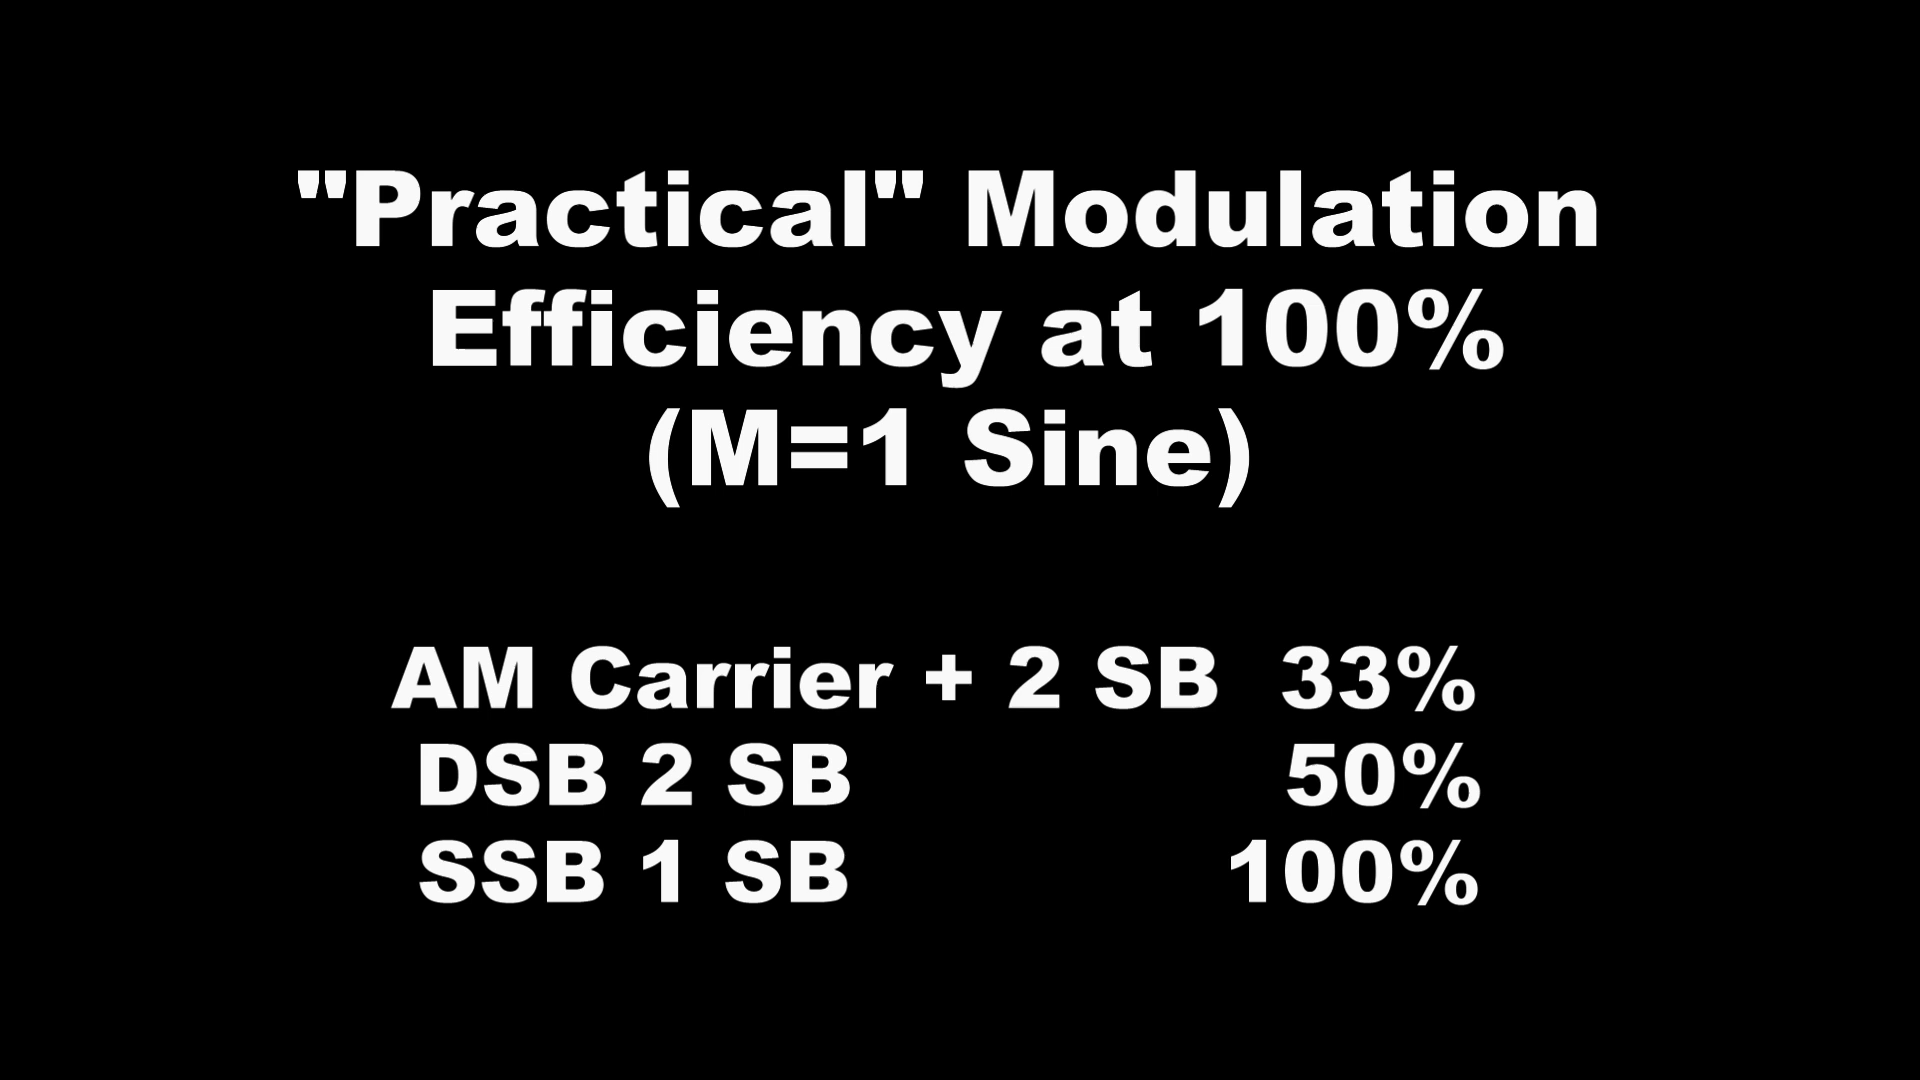 "Practical" Modulation
Efficiency at 100%
(M=1 Sine)
AM Carrier + 2 SB 33%
DSB 2 SB 50%
SSB 1 SB 100%